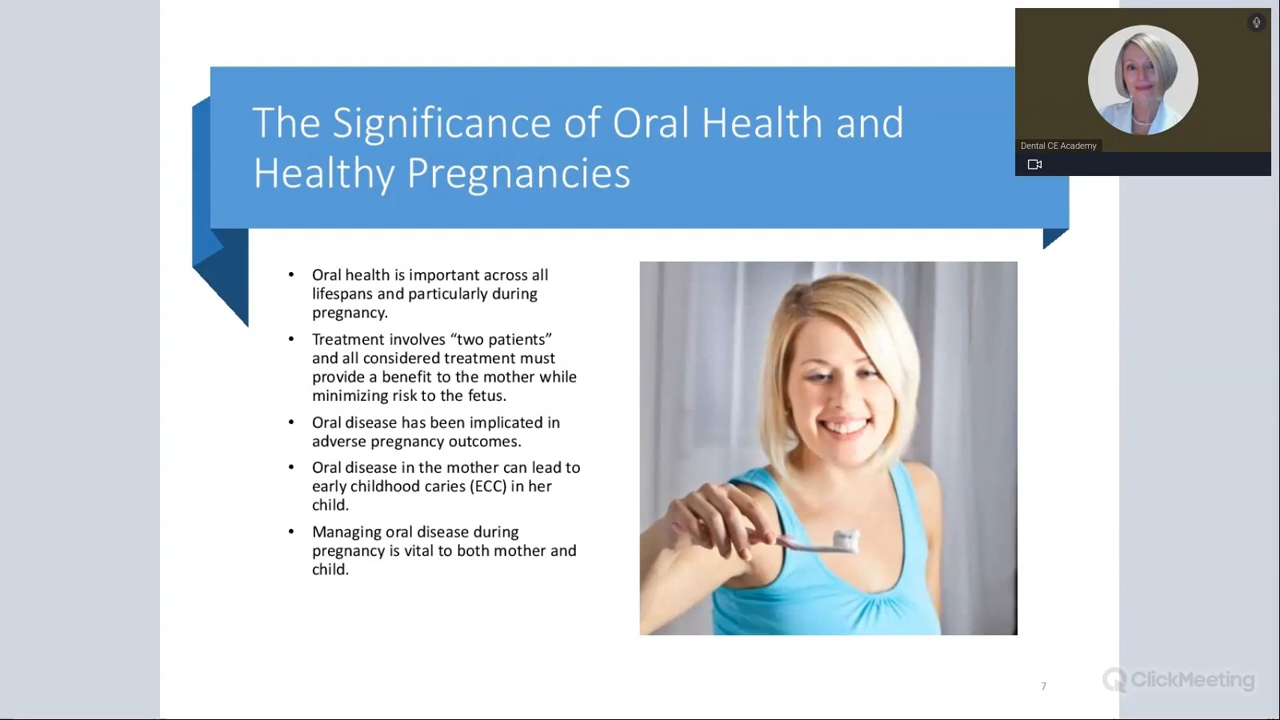 The Significance of Oral Health and
Healthy Pregnancies
Dental CE Academy
• Oral health is important across all
lifespans and particularly during
pregnancy.
• Treatment involves “two patients”
and all considered treatment must
provide a benefit to the mother while
minimizing risk to the fetus.
• Oral disease has been implicated in
adverse pregnancy outcomes.
• Oral disease in the mother can lead to
early childhood caries (ECC) in her
child.
• Managing oral disease during
pregnancy is vital to both mother and
child.
7
ClickMeeting